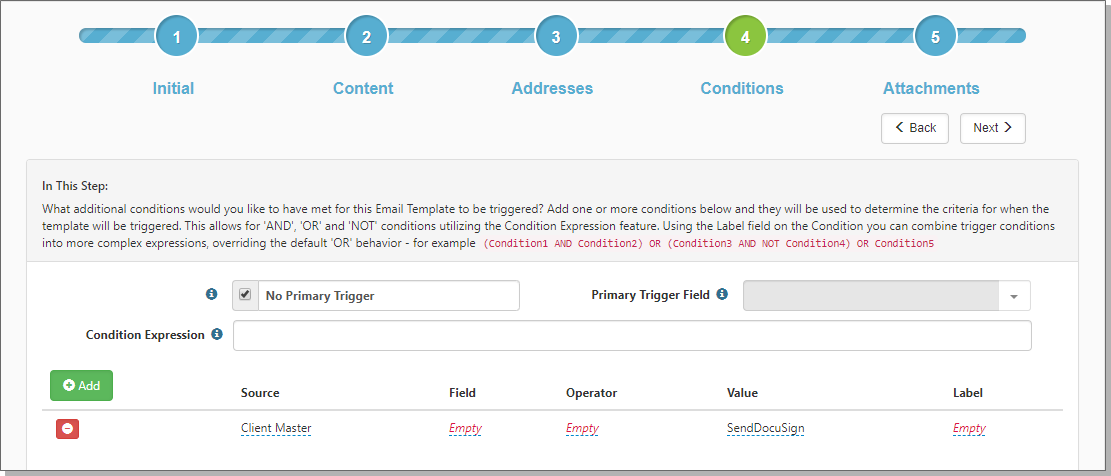 1 2 3 4 5
Initial Content Addresses Conditions Attachments
Back Next
In This Step:
What additional conditions would you like to have met for this Email Template to be triggered? Add one or more conditions below and they will be used to determine the criteria for when the
template will be triggered. This allows for 'AND', 'OR' and 'NOT' conditions utilizing the Condition Expression feature. Using the Label field on the Condition you can combine trigger conditions
into more complex expressions, overriding the default 'OR' behavior - for example (Condition1 AND Condition2) OR (Condition3 AND NOT Condition4) OR Condition5
No Primary Trigger Primary Trigger Field
Condition Expression
Add
Source Field Operator Value Label
Client Master Empty Empty SendDocuSign Empty